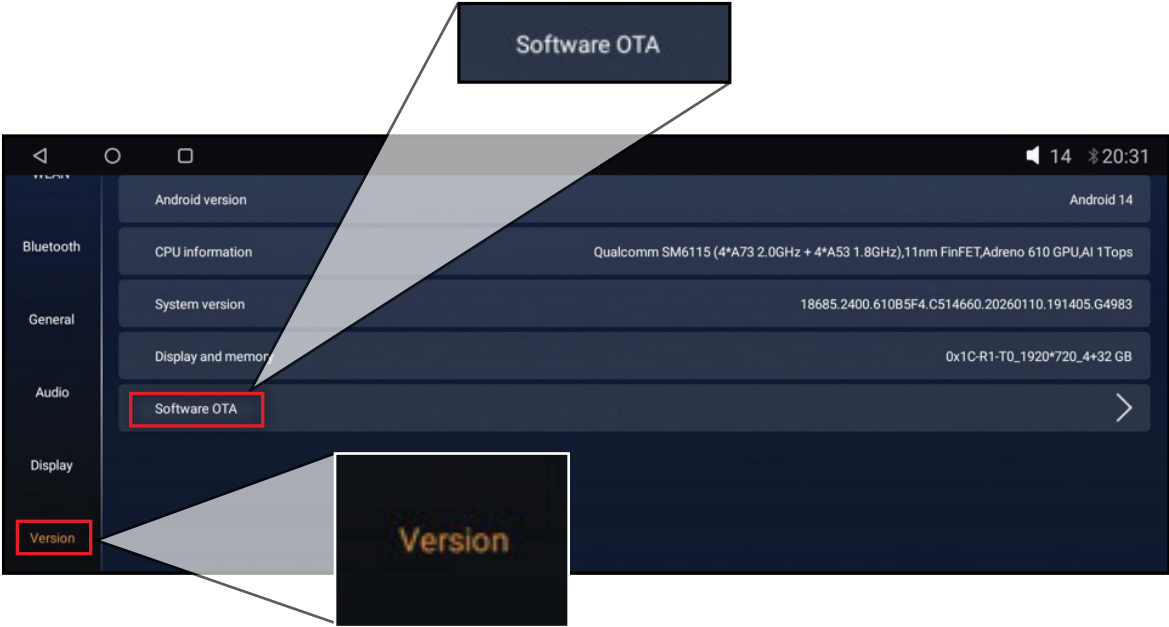 Software OTA
14 20:31
WLAN
Android version Android 14
Bluetooth
CPU information Qualcomm SM6115 (4*A73 2.0GHz + 4*A53 1.8GHz),11nm FinFET,Adreno 610 GPU,AI 1Tops
System version 18685.2400.610B5F4.C514660.20260110.191405.G4983
General
Display and memory 0x1C-R1-T0_1920*720_4+32 GB
Audio
Software OTA
Display
Version
Version